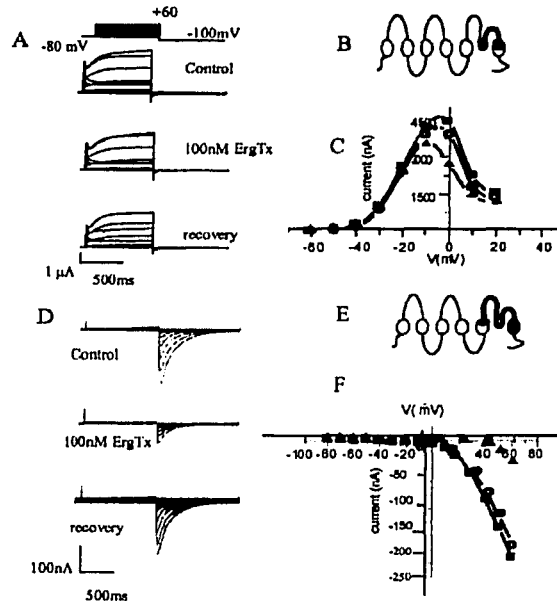 A
+60
-80 mV
-100mV
Control
100nM ErgTx
recovery
1 µA
500ms
B
C
current (nA)
4500
1500
-60 -40 -20 0 20 40
V(mV)
D
Control
100nM ErgTx
recovery
100nA
500ms
E
F
V( mV)
-100 -80 -60 -40 -20 0 20 40 60 80
current (nA)
-50
-100
-150
-200
-250